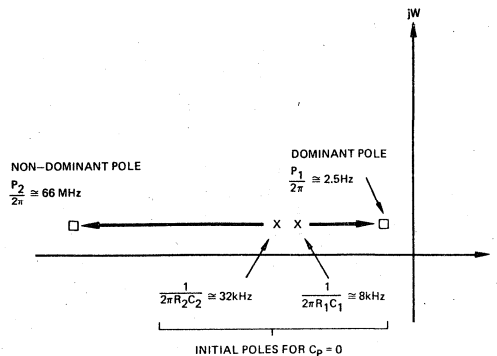 jW
NON–DOMINANT POLE
P2/2π ≅ 66 MHz
DOMINANT POLE
P1/2π ≅ 2.5Hz
X X
1/2πR2C2 ≅ 32kHz
1/2πR1C1 ≅ 8kHz
INITIAL POLES FOR CP = 0